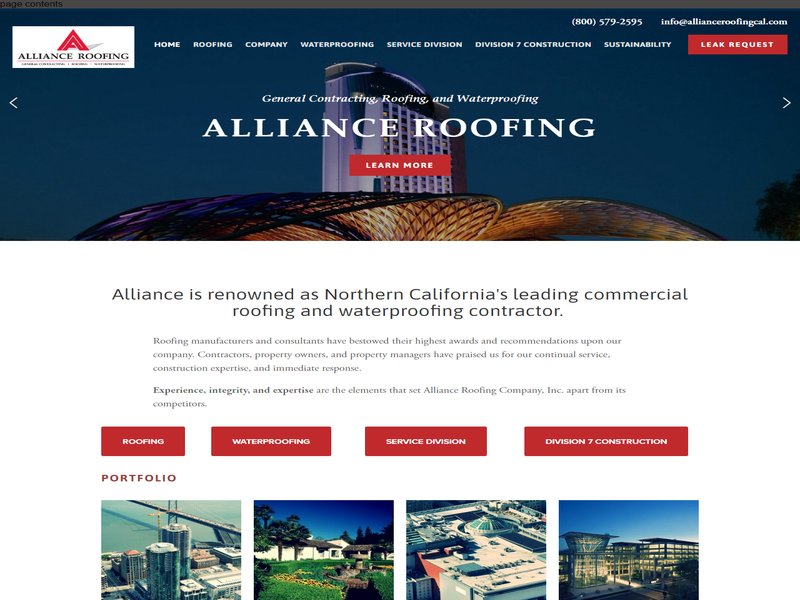 page contents
(800) 579-2595 info@allianceroofingcal.com
ALLIANCE ROOFING
GENERAL CONTRACTING | ROOFING | WATERPROOFING
HOME ROOFING COMPANY WATERPROOFING SERVICE DIVISION DIVISION 7 CONSTRUCTION SUSTAINABILITY LEAK REQUEST
General Contracting, Roofing, and Waterproofing
ALLIANCE ROOFING
LEARN MORE
Alliance is renowned as Northern California's leading commercial
roofing and waterproofing contractor.
Roofing manufacturers and consultants have bestowed their highest awards and recommendations upon our
company. Contractors, property owners, and property managers have praised us for our continual service,
construction expertise, and immediate response.
Experience, integrity, and expertise are the elements that set Alliance Roofing Company, Inc. apart from its
competitors.
ROOFING WATERPROOFING SERVICE DIVISION DIVISION 7 CONSTRUCTION
PORTFOLIO